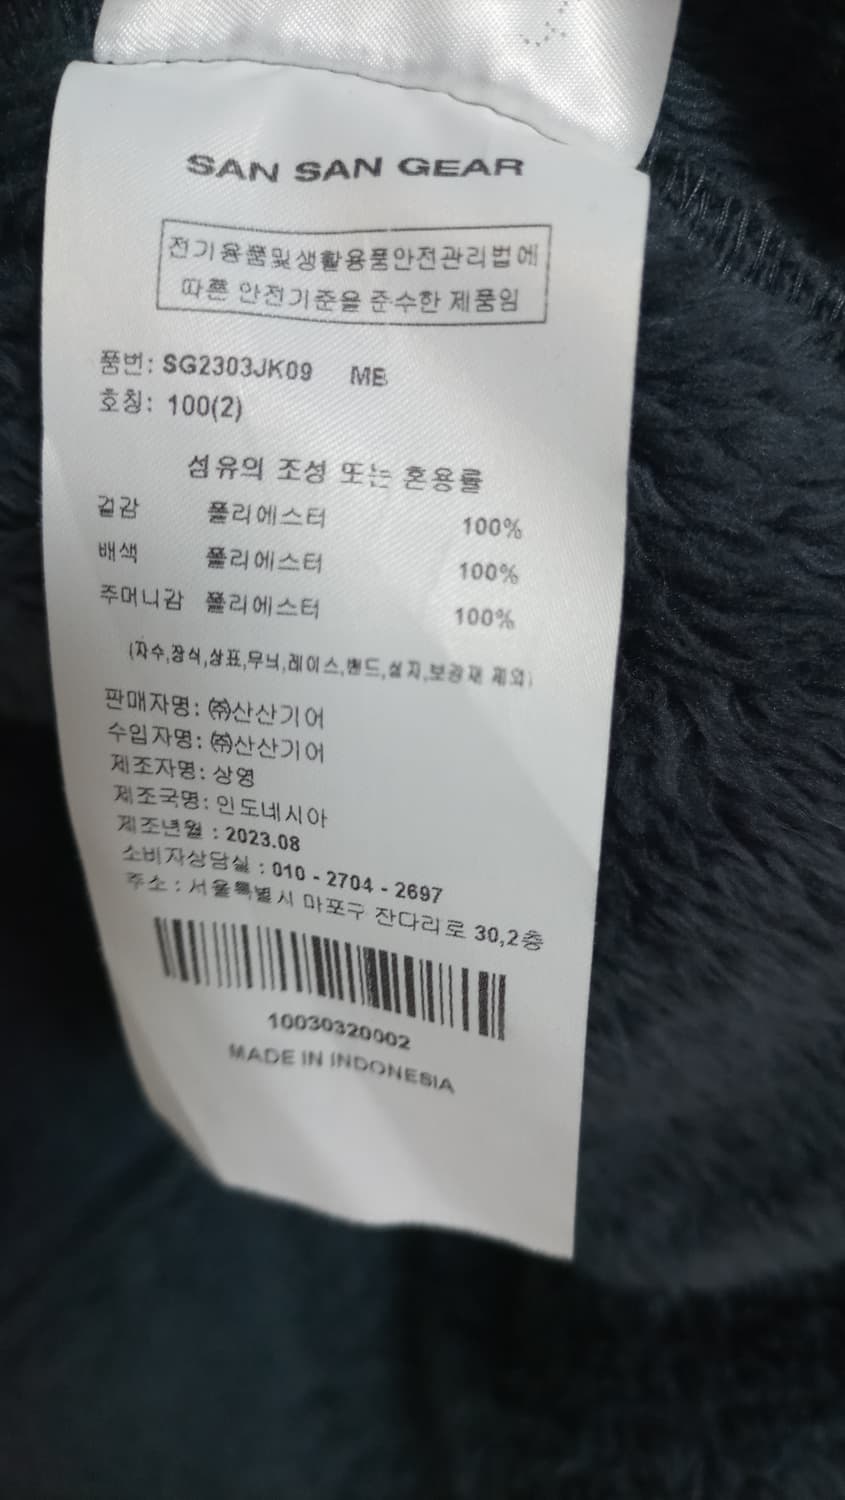 SAN SAN GEAR
전기용품및생활용품안전관리법에
따른 안전기준을 준수한 제품임
품번: SG2303JK09 MB
호칭: 100(2)
섬유의 조성 또는 혼용률
겉감 폴리에스터 100%
배색 폴리에스터 100%
주머니감 폴리에스터 100%
(자수,장식,상표,무늬,레이스,밴드,심지,보강재 제외)
판매자명: ㈜산산기어
수입자명: ㈜산산기어
제조자명: 상영
제조국명: 인도네시아
제조년월 : 2023.08
소비자상담실 : 010 - 2704 - 2697
주소 : 서울특별시 마포구 잔다리로 30,2층
10030320002
MADE IN INDONESIA